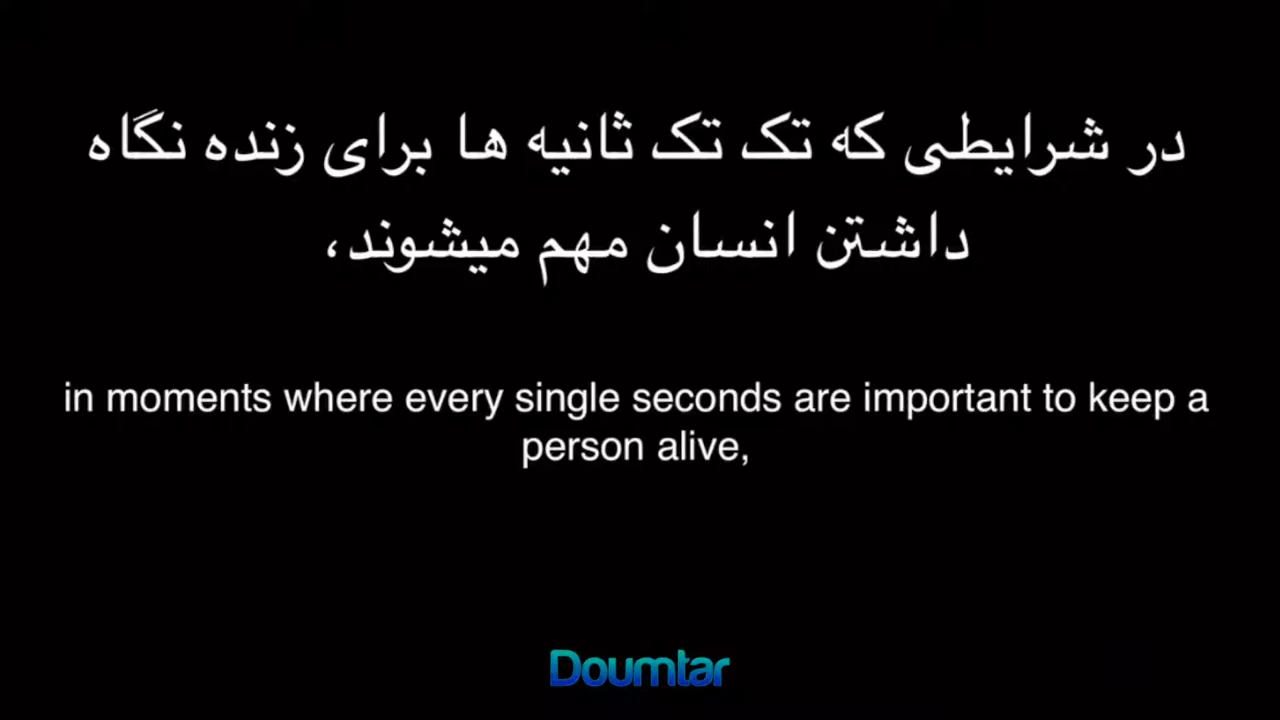 در شرایطی که تک تک ثانیه ها برای زنده نگاه
داشتن انسان مهم میشوند،
in moments where every single seconds are important to keep a
person alive,
Doumtar